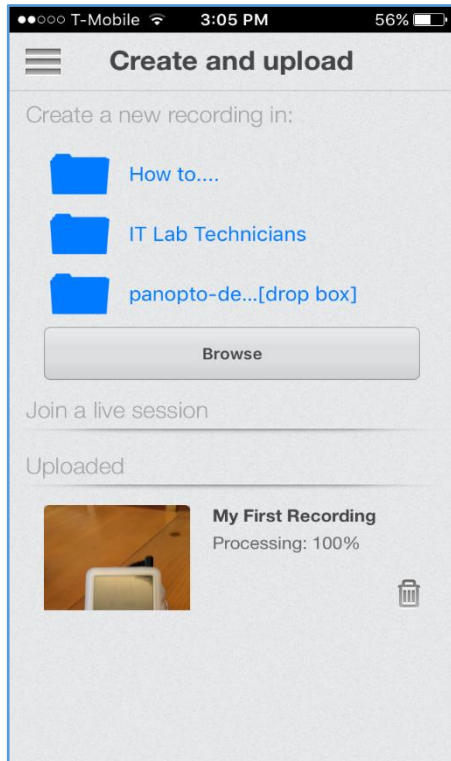 T-Mobile 3:05 PM 56%
Create and upload
Create a new recording in:
How to....
IT Lab Technicians
panopto-de...[drop box]
Browse
Join a live session
Uploaded
My First Recording
Processing: 100%